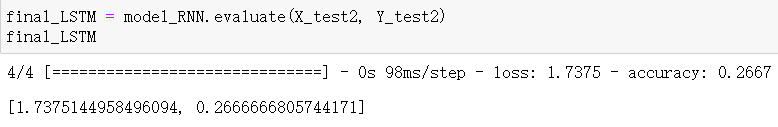 final_LSTM = model_RNN.evaluate(X_test2, Y_test2)
final_LSTM
4/4 [==============================] - 0s 98ms/step - loss: 1.7375 - accuracy: 0.2667
[1.7375144958496094, 0.2666666805744171]